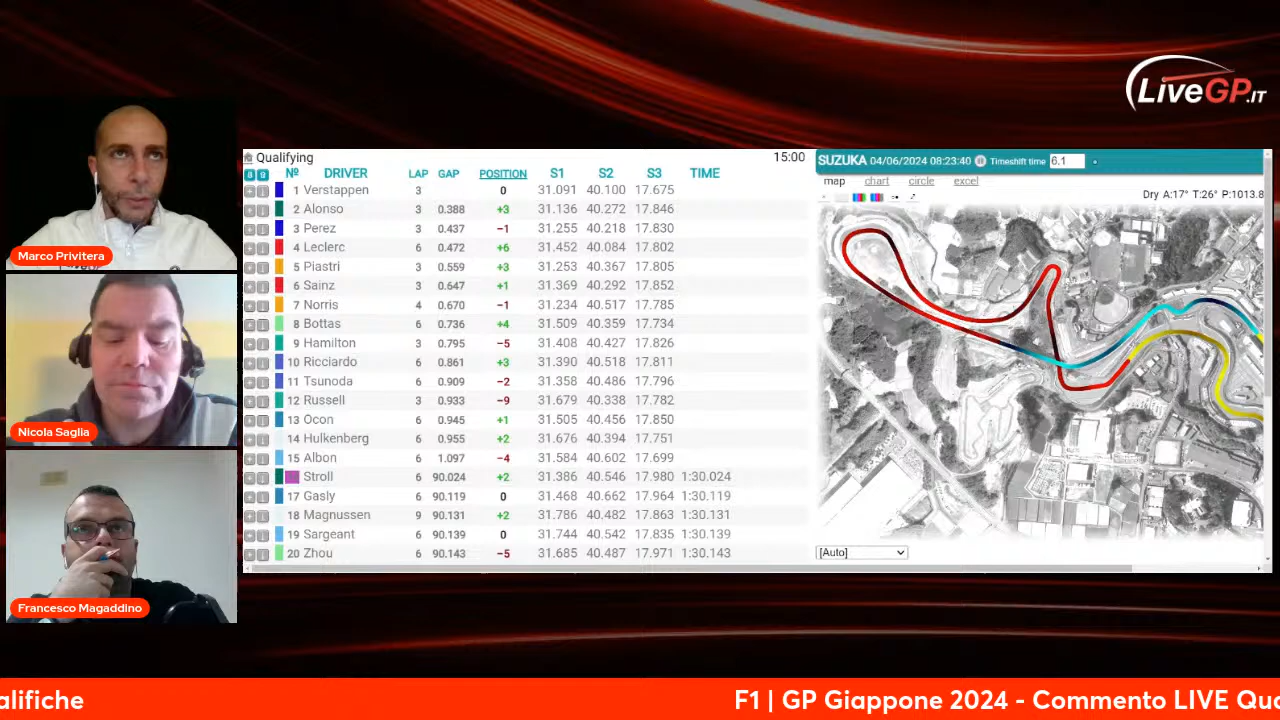 LiveGP.IT
Marco Privitera
Nicola Saglia
Francesco Magaddino
Qualifying 15:00
Nº DRIVER LAP GAP POSITION S1 S2 S3 TIME
1 Verstappen 3 0 31.091 40.100 17.675
2 Alonso 3 0.388 +3 31.136 40.272 17.846
3 Perez 3 0.437 −1 31.255 40.218 17.830
4 Leclerc 6 0.472 +6 31.452 40.084 17.802
5 Piastri 3 0.559 +3 31.253 40.367 17.805
6 Sainz 3 0.647 +1 31.369 40.292 17.852
7 Norris 4 0.670 −1 31.234 40.517 17.785
8 Bottas 6 0.736 +4 31.509 40.359 17.734
9 Hamilton 3 0.795 −5 31.408 40.427 17.826
10 Ricciardo 6 0.861 +3 31.390 40.518 17.811
11 Tsunoda 6 0.909 −2 31.358 40.486 17.796
12 Russell 3 0.933 −9 31.679 40.338 17.782
13 Ocon 6 0.945 +1 31.505 40.456 17.850
14 Hulkenberg 6 0.955 +2 31.676 40.394 17.751
15 Albon 6 1.097 −4 31.584 40.602 17.699
Stroll 6 90.024 +2 31.386 40.546 17.980 1:30.024
17 Gasly 6 90.119 0 31.468 40.662 17.964 1:30.119
18 Magnussen 9 90.131 +2 31.786 40.482 17.863 1:30.131
19 Sargeant 6 90.139 0 31.744 40.542 17.835 1:30.139
20 Zhou 6 90.143 −5 31.685 40.487 17.971 1:30.143
SUZUKA 04/06/2024 08:23:40 Timeshift time 6.1
map chart circle excel
Dry A:17° T:26° P:1013.8
[Auto]
alifiche F1 | GP Giappone 2024 - Commento LIVE Qua